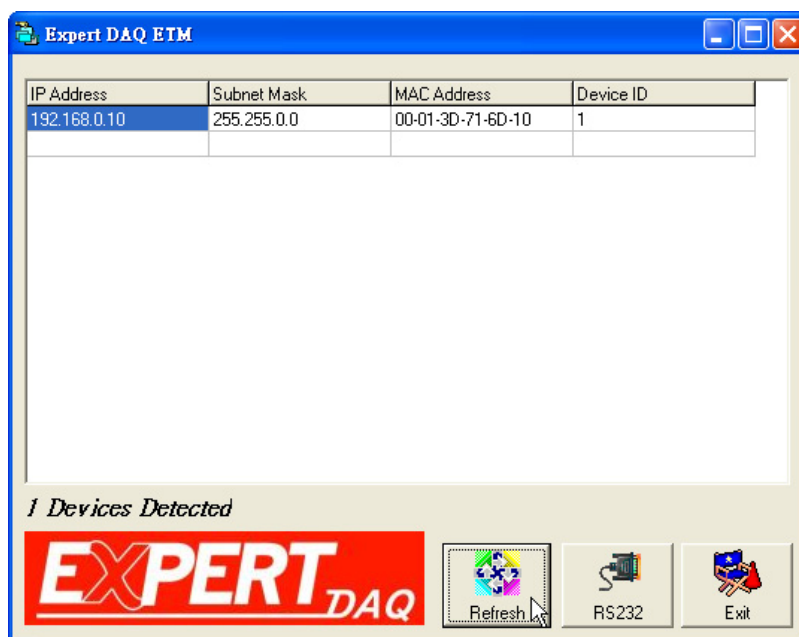 Expert DAQ ETM
IP Address Subnet Mask MAC Address Device ID
192.168.0.10 255.255.0.0 00-01-3D-71-6D-10 1
1 Devices Detected
EXPERT DAQ
Refresh RS232 Exit